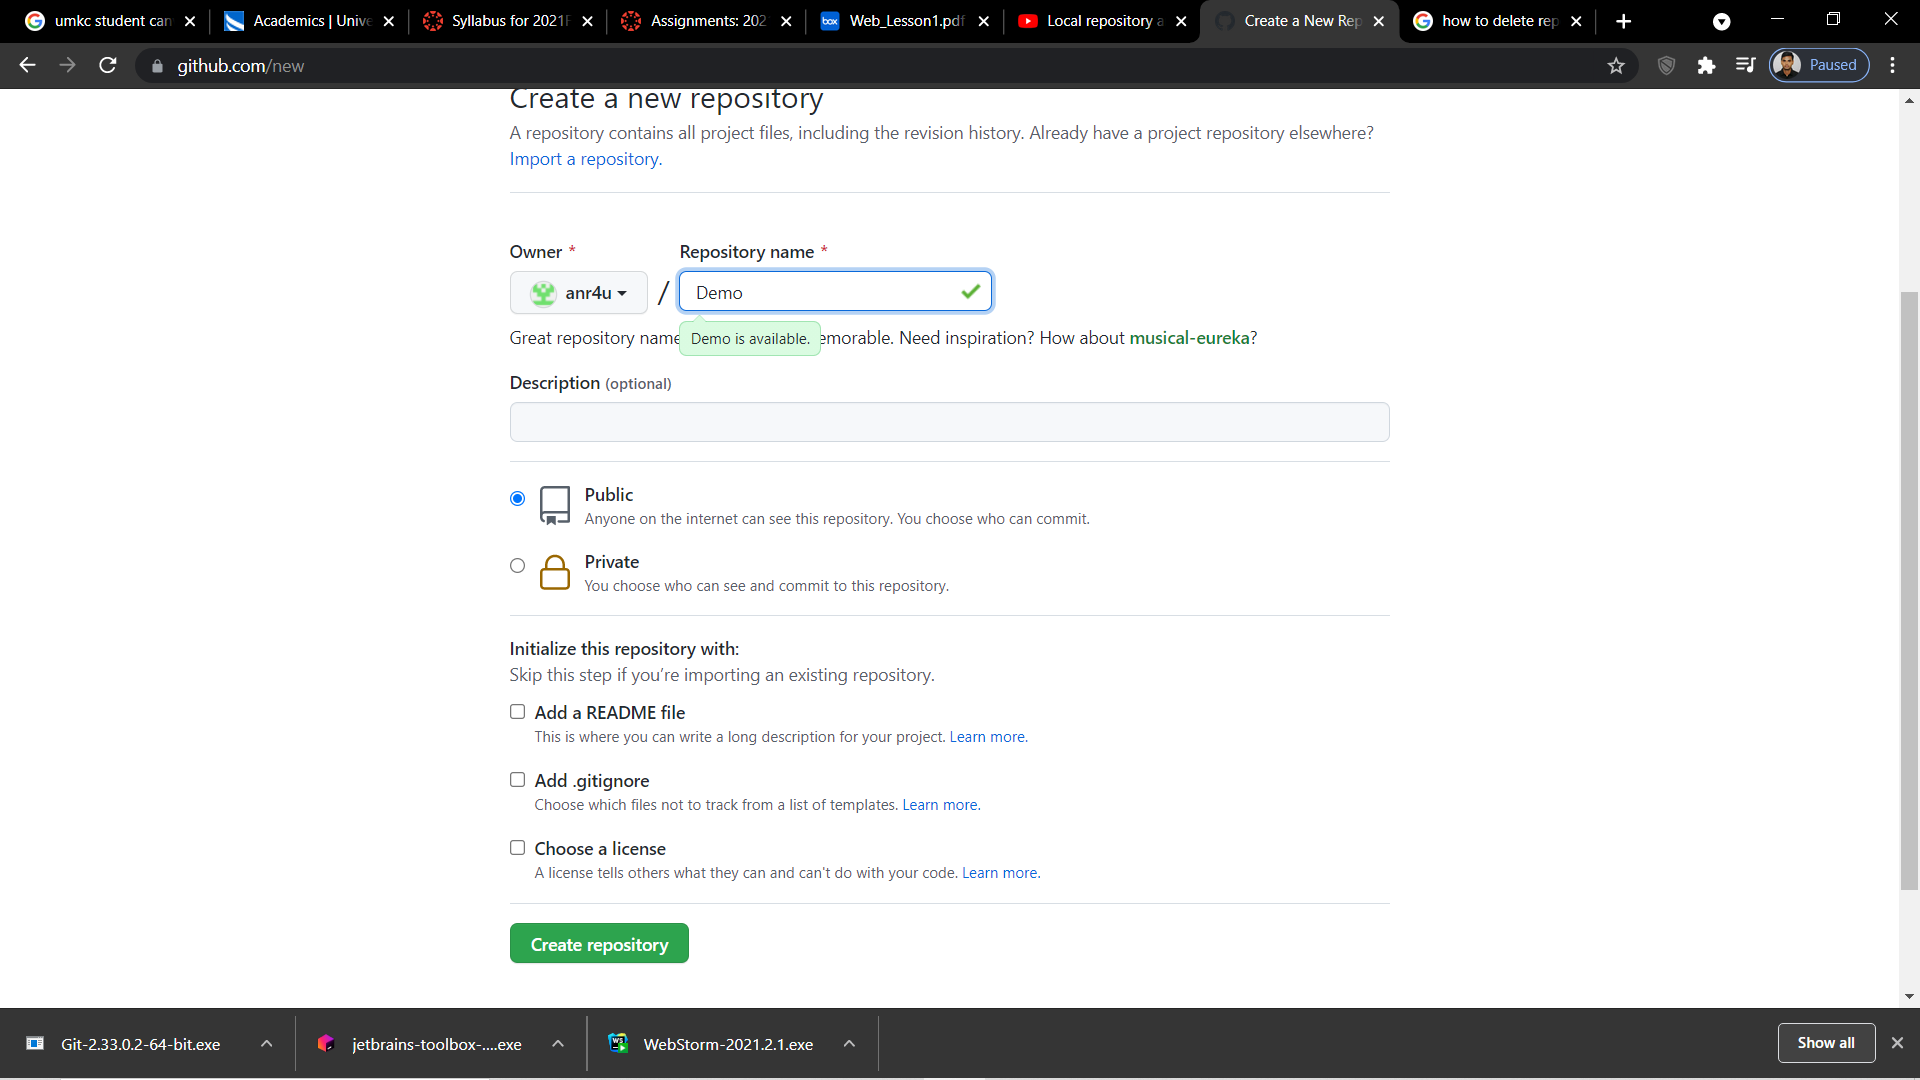 umkc student can
Academics | Unive
Syllabus for 2021F
Assignments: 202
box
Web_Lesson1.pdf
Local repository a
Create a New Rep
how to delete rep
github.com/new
Paused
Create a new repository
A repository contains all project files, including the revision history. Already have a project repository elsewhere?
Import a repository.
Owner *
Repository name *
anr4u
/
Demo
Great repository name
Demo is available.
emorable. Need inspiration? How about musical-eureka?
Description (optional)
Public
Anyone on the internet can see this repository. You choose who can commit.
Private
You choose who can see and commit to this repository.
Initialize this repository with:
Skip this step if you’re importing an existing repository.
Add a README file
This is where you can write a long description for your project. Learn more.
Add .gitignore
Choose which files not to track from a list of templates. Learn more.
Choose a license
A license tells others what they can and can't do with your code. Learn more.
Create repository
Git-2.33.0.2-64-bit.exe
jetbrains-toolbox-....exe
WS
WebStorm-2021.2.1.exe
Show all